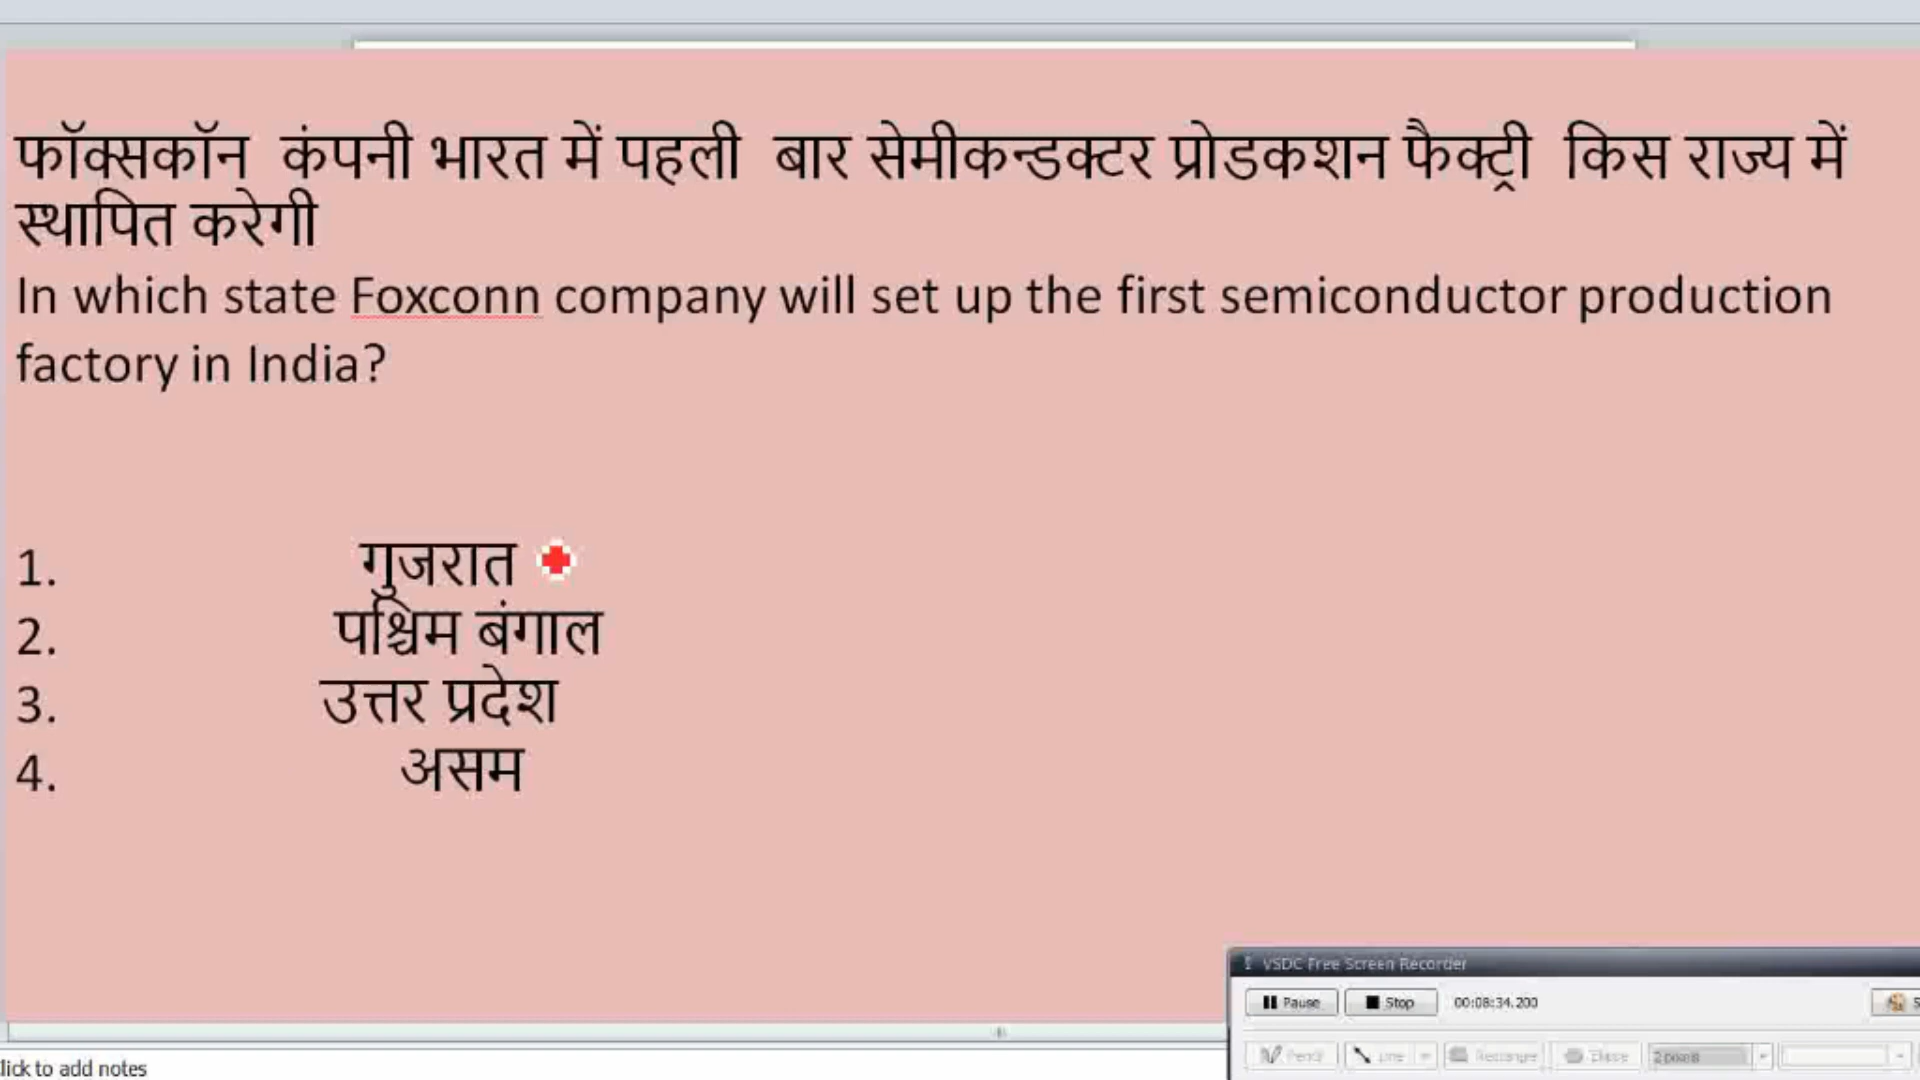 फॉक्सकॉन कंपनी भारत में पहली बार सेमीकन्डक्टर प्रोडकशन फैक्ट्री किस राज्य में
स्थापित करेगी
In which state Foxconn company will set up the first semiconductor production
factory in India?
1. गुजरात
2. पश्चिम बंगाल
3. उत्तर प्रदेश
4. असम
VSDC Free Screen Recorder
Pause Stop 00:08:34.200
Pencil Line Rectangle Ellipse 2 pixels
lick to add notes